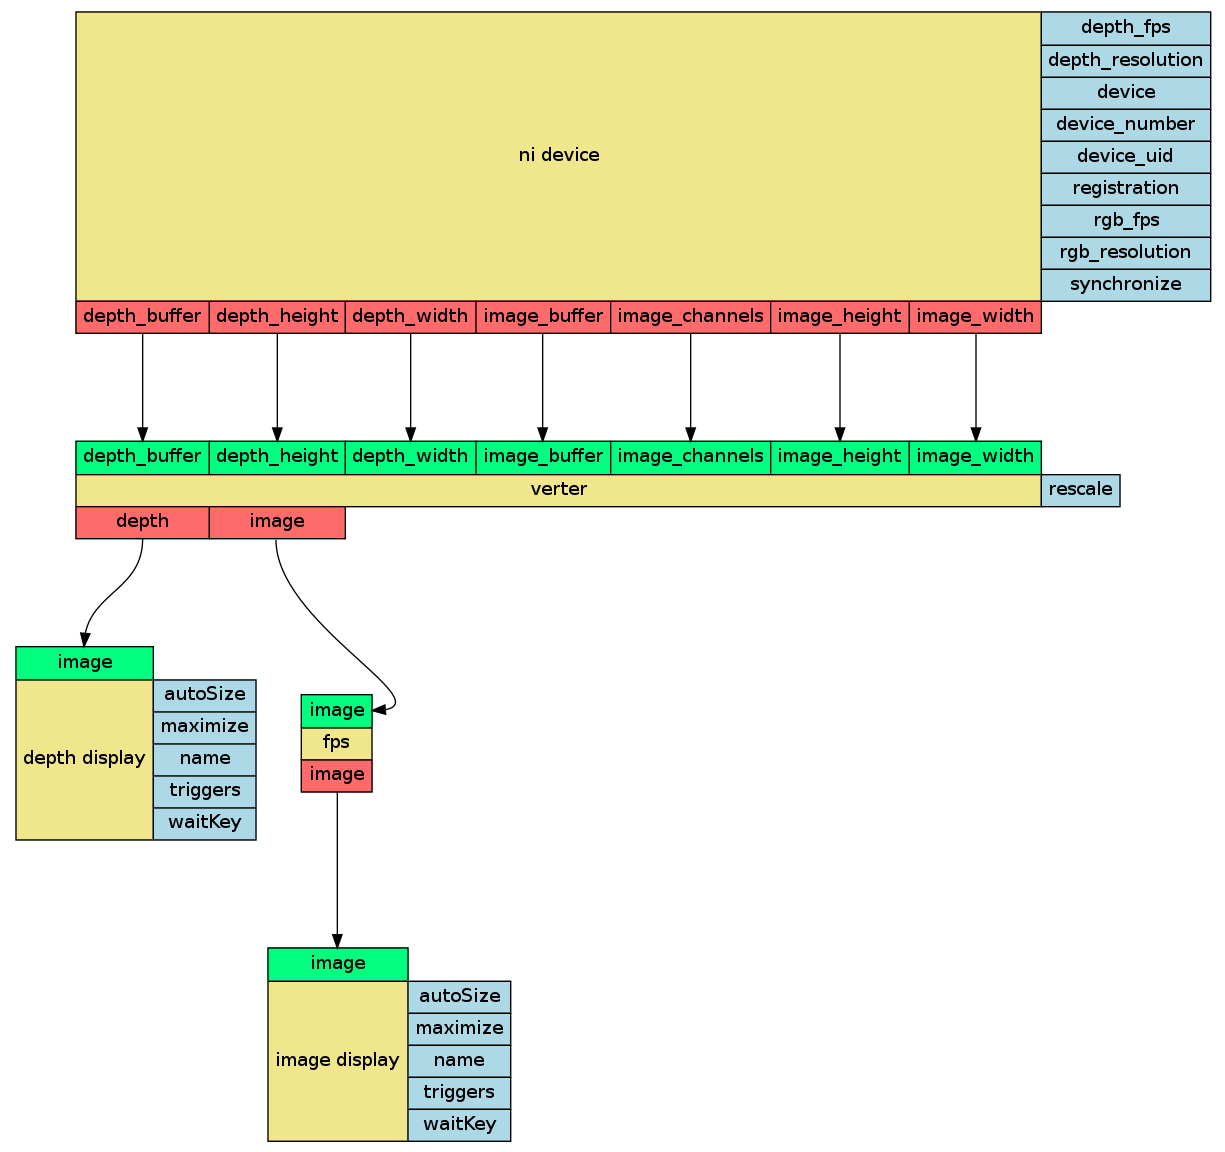 depth_fps
depth_resolution
device
device_number
ni device
device_uid
registration
rgb_fps
rgb_resolution
synchronize
depth_buffer depth_height depth_width image_buffer image_channels image_height image_width
depth_buffer depth_height depth_width image_buffer image_channels image_height image_width
verter rescale
depth image
image
autoSize
maximize
depth display
name
triggers
waitKey
image
fps
image
image
autoSize
maximize
image display
name
triggers
waitKey